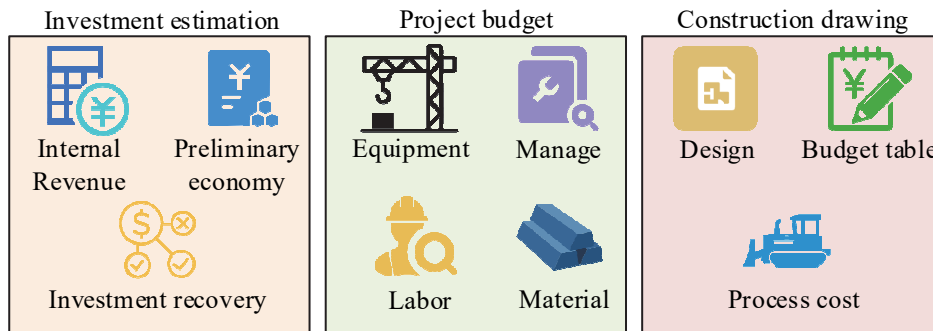 Investment estimation
Project budget
Construction drawing
¥
¥
Internal
Revenue
Preliminary
economy
$
Investment recovery
Equipment
Manage
Labor
Material
¥
Design
Budget table
Process cost